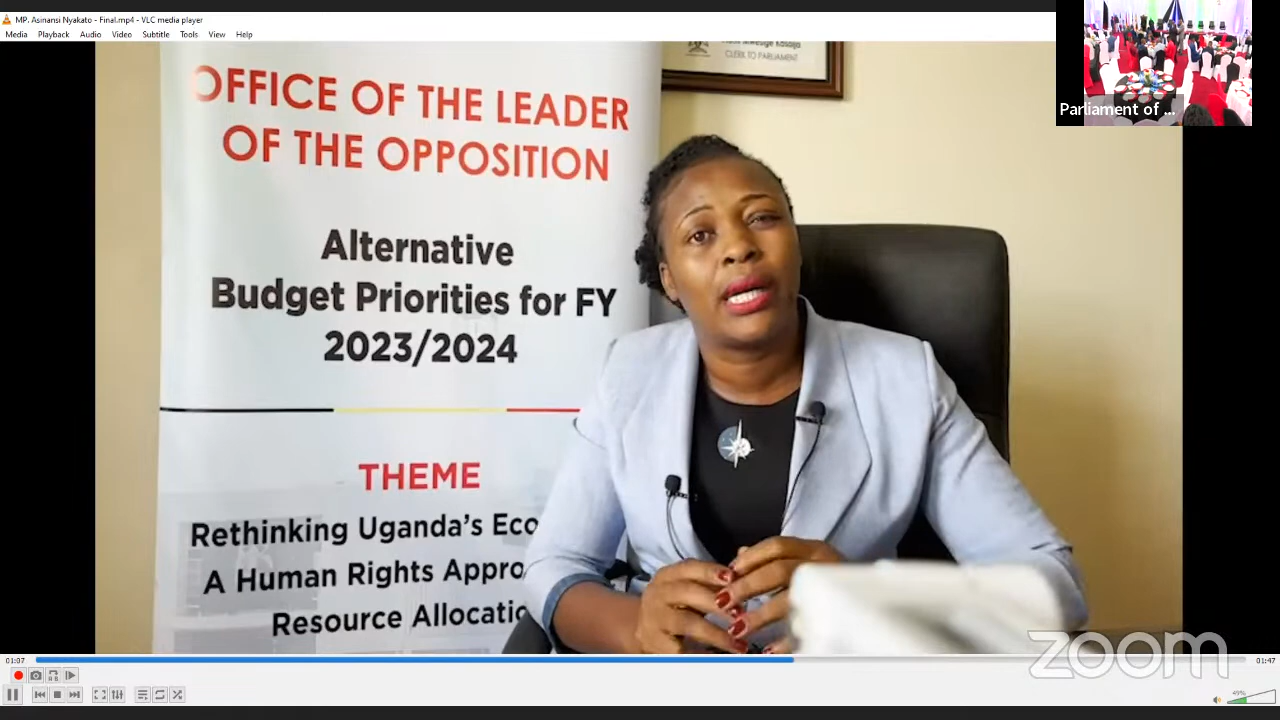 MP. Asinansi Nyakato - Final.mp4 - VLC media player
Media Playback Audio Video Subtitle Tools View Help
CLERK TO PARLIAMENT
Parliament of ...
OFFICE OF THE LEADER
OF THE OPPOSITION
Alternative
Budget Priorities for FY
2023/2024
THEME
Rethinking Uganda's Eco
A Human Rights Appro
Resource Allocatio
zoom
01:07
01:47
49%